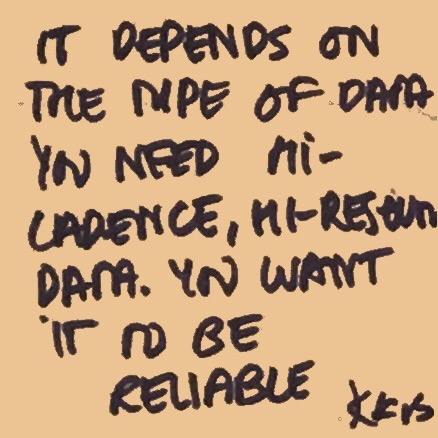 IT DEPENDS ON
THE TYPE OF DATA
YOU NEED HI-
CADENCE, HI-RESOLUTION
DATA. YOU WANT
IT TO BE
RELIABLE